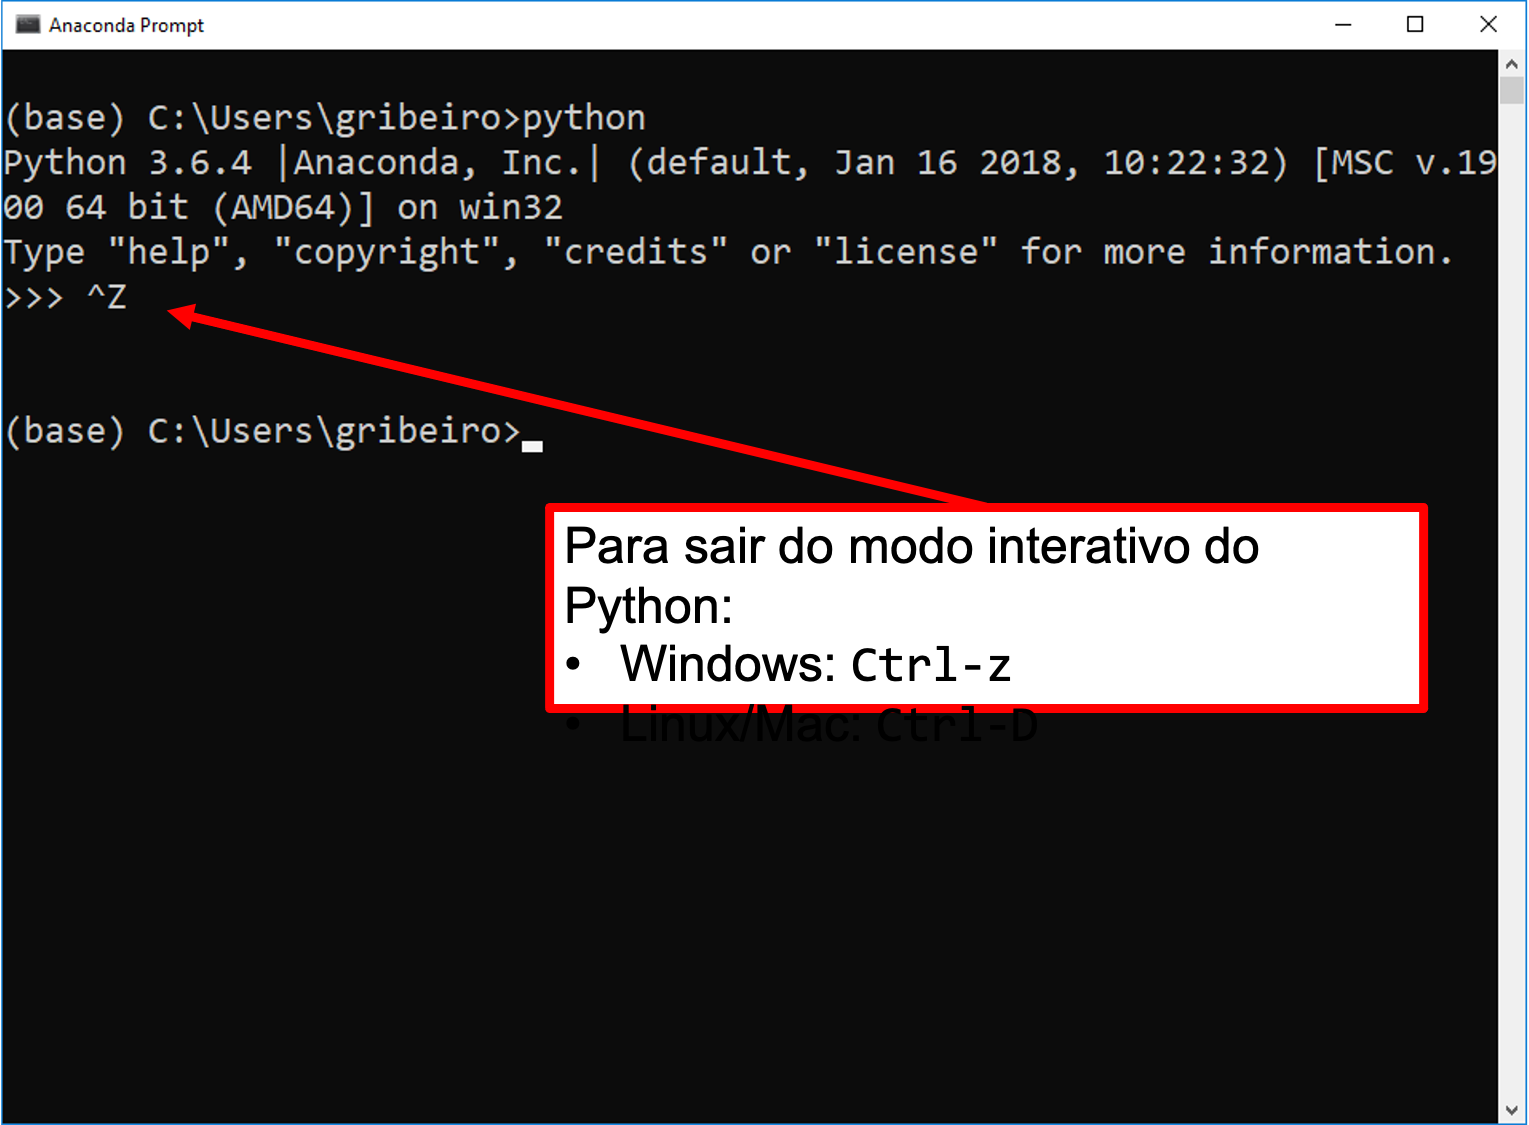 Anaconda Prompt
(base) C:\Users\gribeiro>python
Python 3.6.4 |Anaconda, Inc.| (default, Jan 16 2018, 10:22:32) [MSC v.19
00 64 bit (AMD64)] on win32
Type "help", "copyright", "credits" or "license" for more information.
>>> ^Z
(base) C:\Users\gribeiro>
Para sair do modo interativo do
Python:
• Windows: Ctrl-z
• Linux/Mac: Ctrl-D